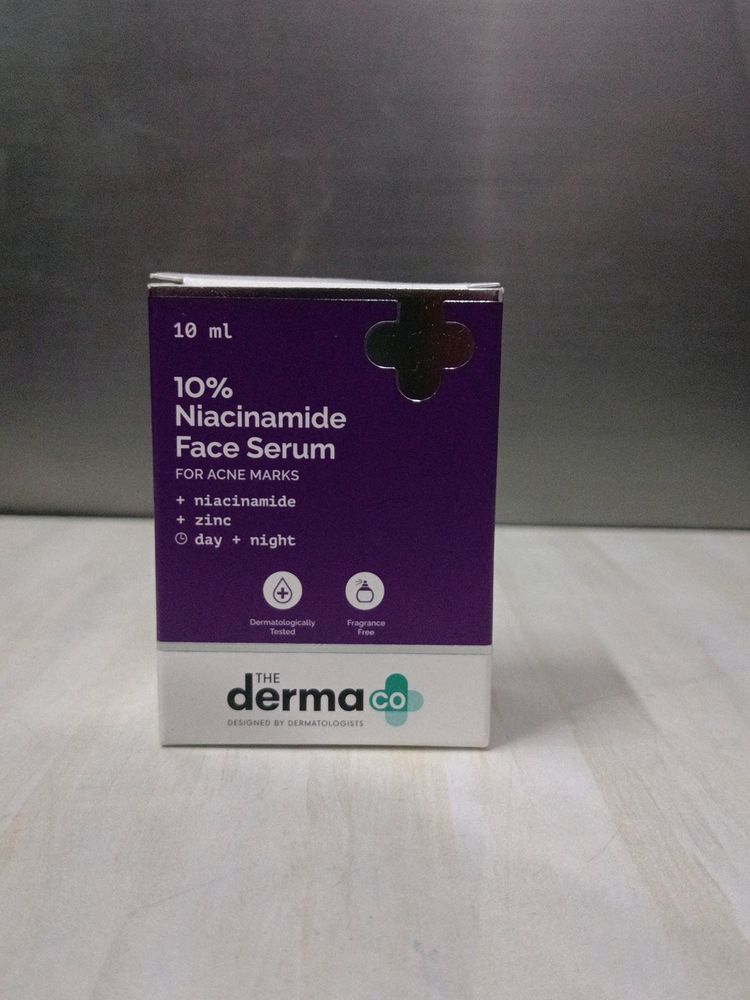 10 ml
10%
Niacinamide
Face Serum
FOR ACNE MARKS
+ niacinamide
+ zinc
day + night
Dermatologically
Tested
Fragrance
Free
THE
derma co
DESIGNED BY DERMATOLOGISTS